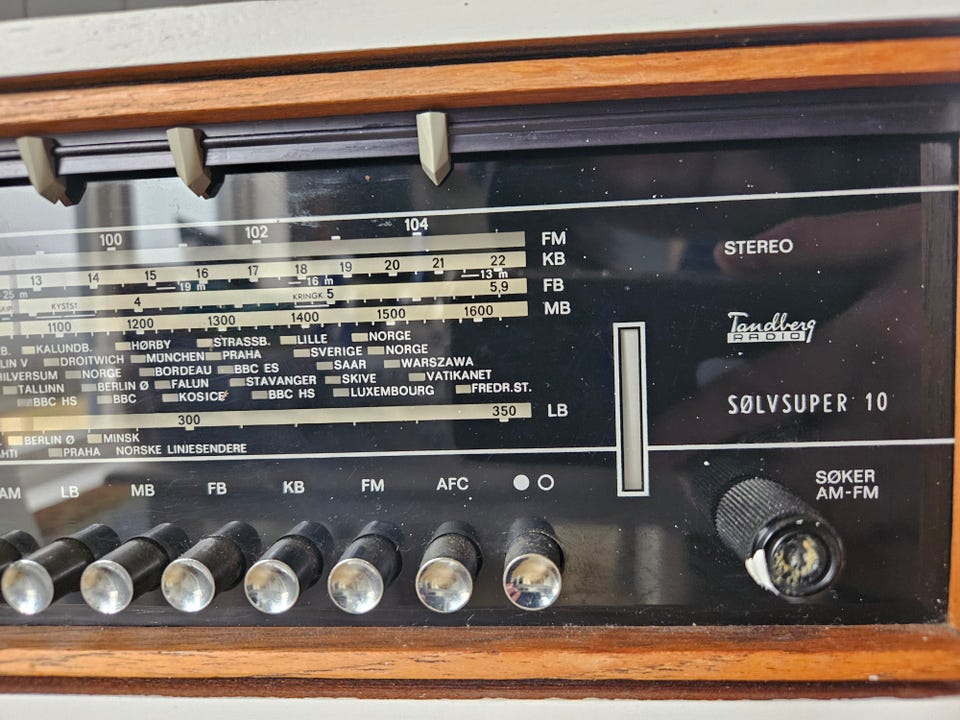 100 102 104 FM
KB
13 14 15 16 17 18 19 20 21 22
25 m 19 m 16 m 13 m
KYSTST 4 KRINGK. 5 5,9 FB
1100 1200 1300 1400 1500 1600 MB
B. KALUNDB. HØRBY STRASSB. LILLE NORGE
LIN V DROITWICH MÜNCHEN PRAHA SVERIGE NORGE
HILVERSUM NORGE BORDEAU BBC ES SAAR WARSZAWA
TALLINN BERLIN Ø FALUN STAVANGER SKIVE VATIKANET
BBC HS BBC KOSICE BBC HS LUXEMBOURG FREDR.ST.
300 350 LB
BERLIN Ø MINSK
AHTI PRAHA NORSKE LINJESENDERE
AM LB MB FB KB FM AFC
STEREO
Tandberg
RADIO
SØLVSUPER 10
SØKER
AM-FM